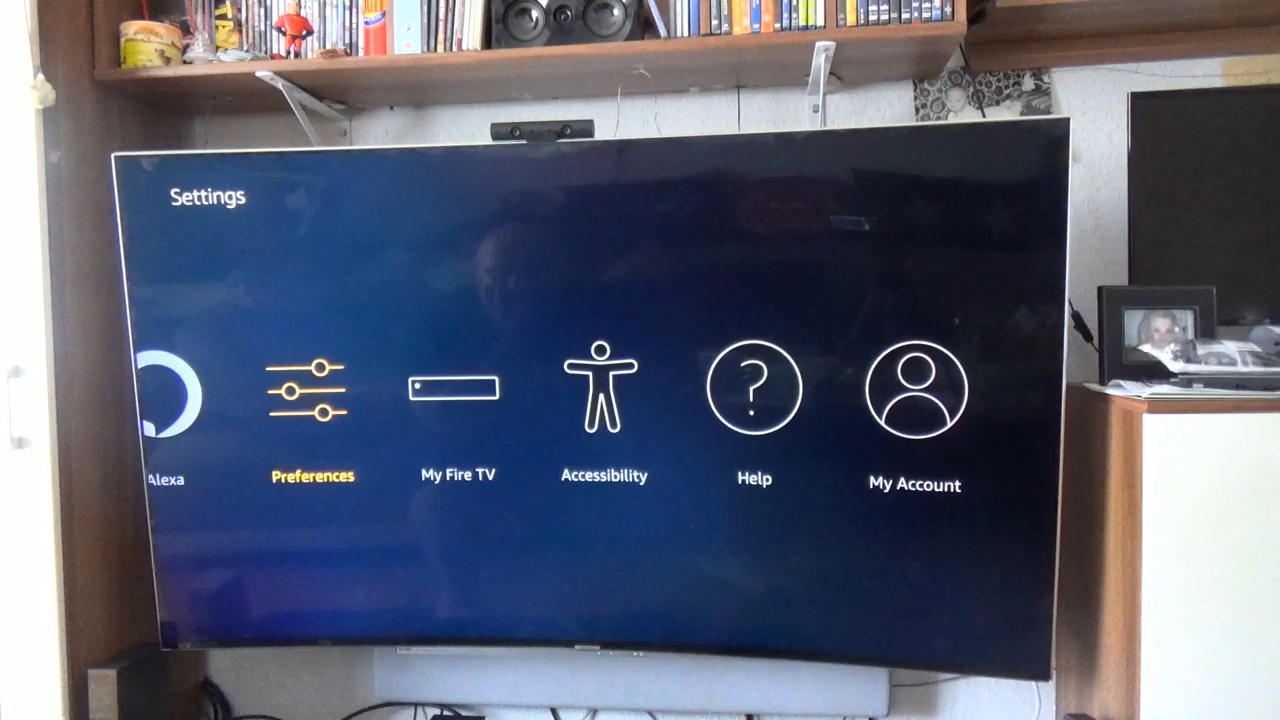 Settings
Alexa
Preferences
My Fire TV
Accessibility
Help
My Account